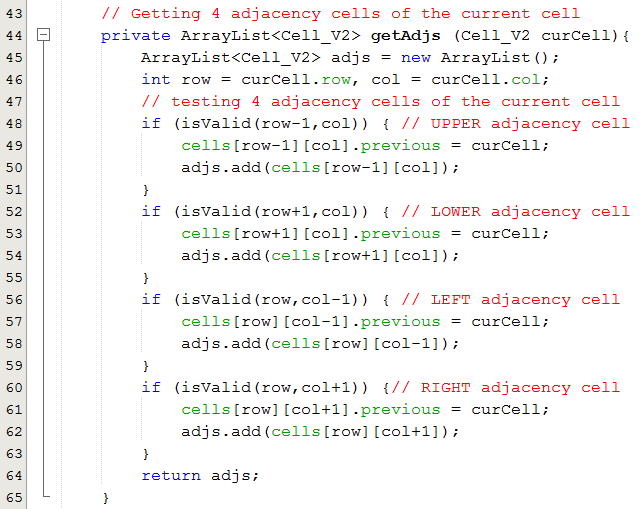 43 // Getting 4 adjacency cells of the current cell
44 private ArrayList<Cell_V2> getAdjs (Cell_V2 curCell){
45 ArrayList<Cell_V2> adjs = new ArrayList();
46 int row = curCell.row, col = curCell.col;
47 // testing 4 adjacency cells of the current cell
48 if (isValid(row-1,col)) { // UPPER adjacency cell
49 cells[row-1][col].previous = curCell;
50 adjs.add(cells[row-1][col]);
51 }
52 if (isValid(row+1,col)) { // LOWER adjacency cell
53 cells[row+1][col].previous = curCell;
54 adjs.add(cells[row+1][col]);
55 }
56 if (isValid(row,col-1)) { // LEFT adjacency cell
57 cells[row][col-1].previous = curCell;
58 adjs.add(cells[row][col-1]);
59 }
60 if (isValid(row,col+1)) {// RIGHT adjacency cell
61 cells[row][col+1].previous = curCell;
62 adjs.add(cells[row][col+1]);
63 }
64 return adjs;
65 }